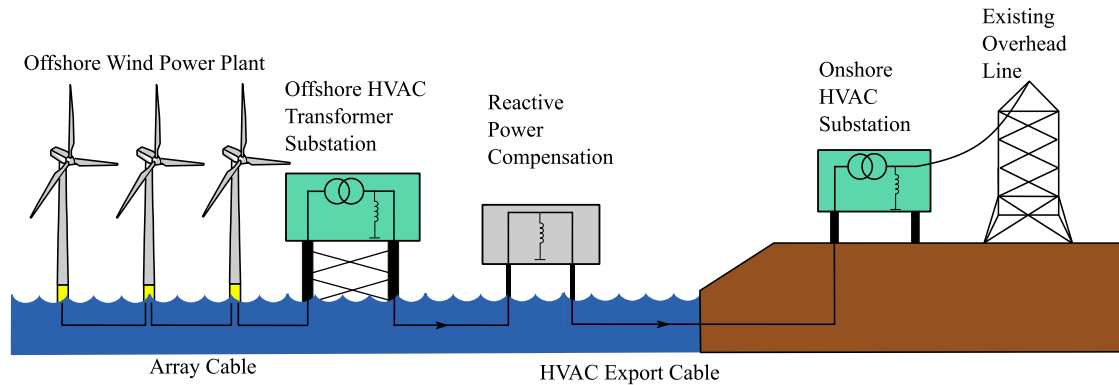 Offshore Wind Power Plant
Offshore HVAC
Transformer
Substation
Reactive
Power
Compensation
Onshore
HVAC
Substation
Existing
Overhead
Line
Array Cable
HVAC Export Cable